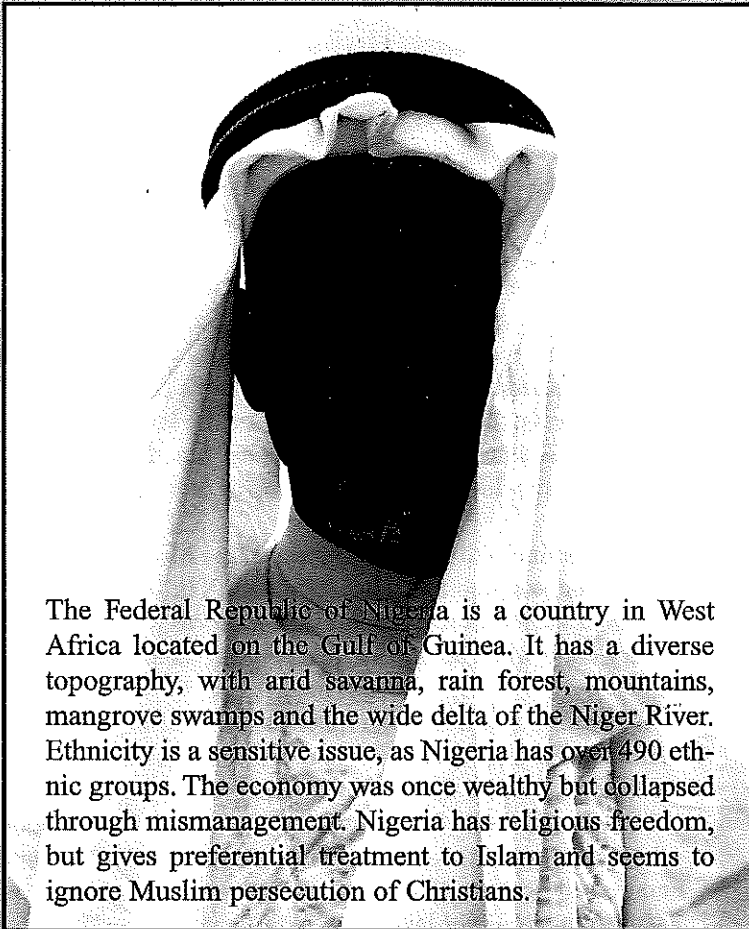 The Federal Republic of Nigeria is a country in West
Africa located on the Gulf of Guinea. It has a diverse
topography, with arid savanna, rain forest, mountains,
mangrove swamps and the wide delta of the Niger River.
Ethnicity is a sensitive issue, as Nigeria has over 490 eth-
nic groups. The economy was once wealthy but collapsed
through mismanagement. Nigeria has religious freedom,
but gives preferential treatment to Islam and seems to
ignore Muslim persecution of Christians.